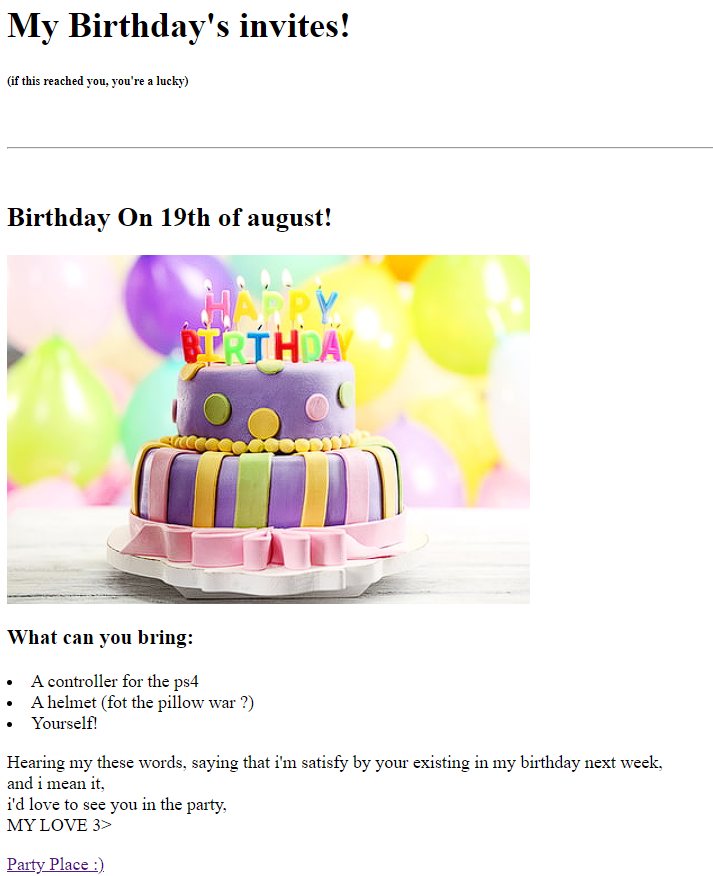 My Birthday's invites!
(if this reached you, you're a lucky)
Birthday On 19th of august!
HAPPY
BIRTHDAY
What can you bring:
• A controller for the ps4
• A helmet (fot the pillow war ?)
• Yourself!
Hearing my these words, saying that i'm satisfy by your existing in my birthday next week,
and i mean it,
i'd love to see you in the party,
MY LOVE 3>
Party Place :)